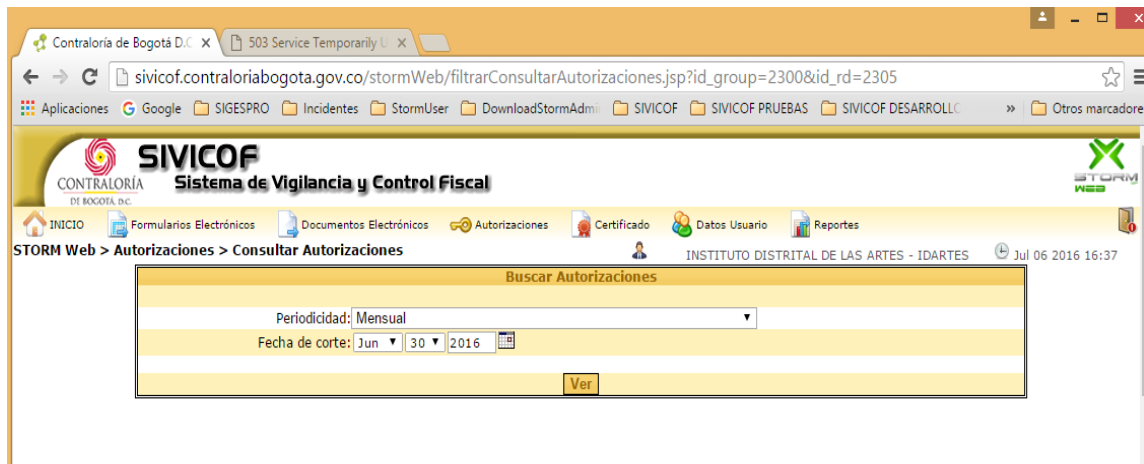 Contraloría de Bogotá D.C
503 Service Temporarily U
sivicof.contraloriabogota.gov.co/stormWeb/filtrarConsultarAutorizaciones.jsp?id_group=2300&id_rd=2305
Aplicaciones Google SIGESPRO Incidentes StormUser DownloadStormAdmi SIVICOF SIVICOF PRUEBAS SIVICOF DESARROLLO » Otros marcadore
CONTRALORÍA
DE BOGOTÁ, D.C.
SIVICOF
Sistema de Vigilancia y Control Fiscal
STORM
WEB
INICIO Formularios Electrónicos Documentos Electrónicos Autorizaciones Certificado Datos Usuario Reportes
STORM Web > Autorizaciones > Consultar Autorizaciones INSTITUTO DISTRITAL DE LAS ARTES - IDARTES Jul 06 2016 16:37
Buscar Autorizaciones
Periodicidad: Mensual
Fecha de corte: Jun 30 2016
Ver